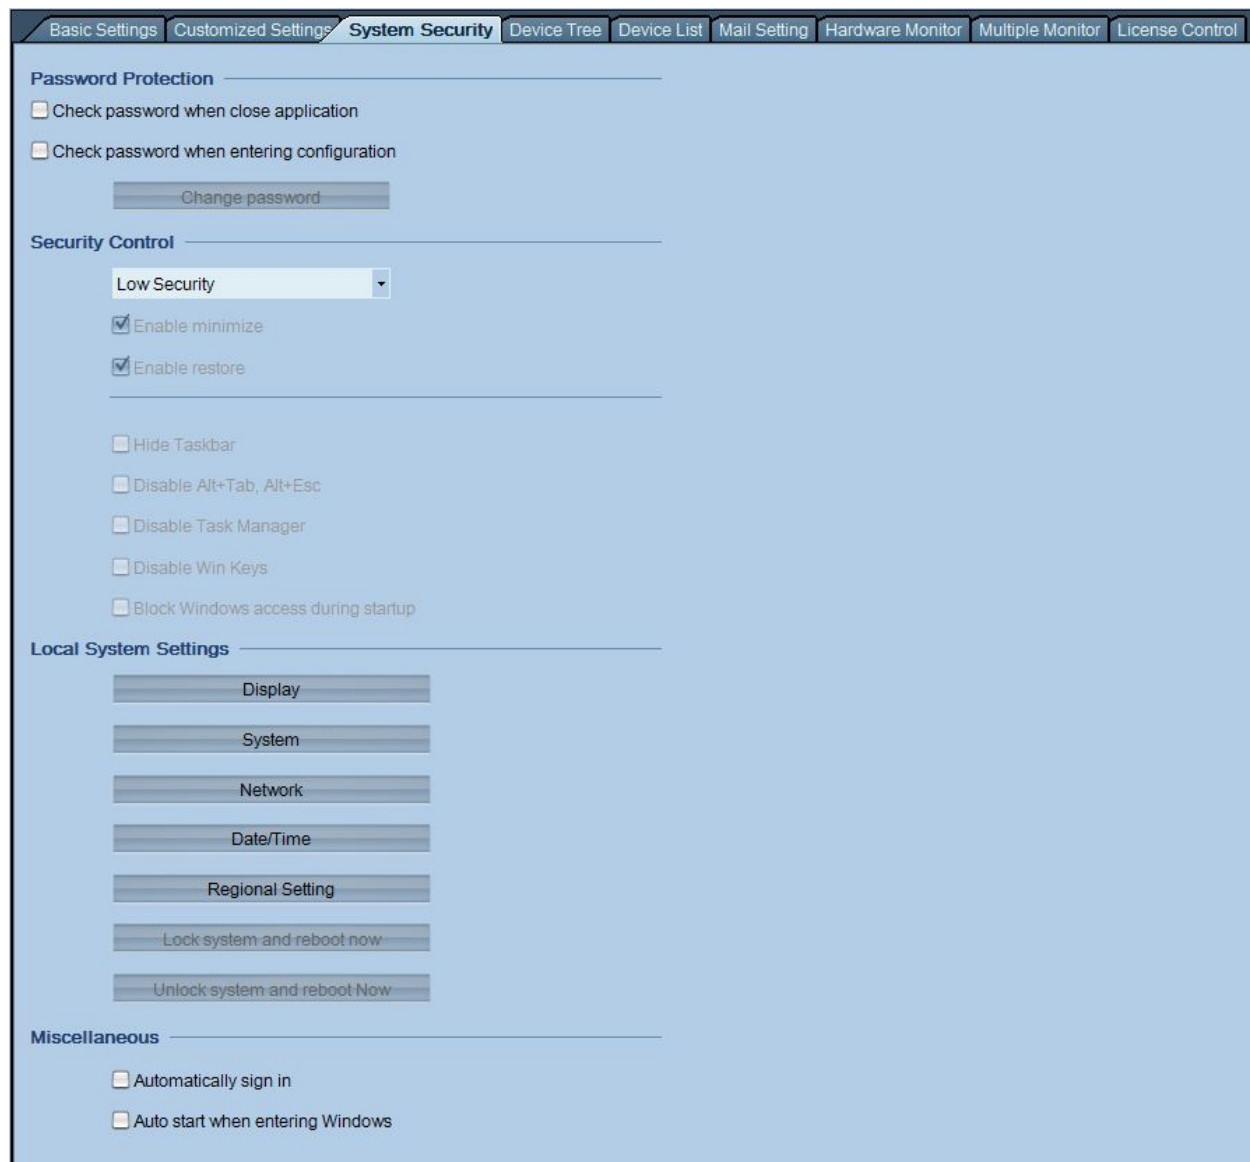 Basic Settings Customized Settings System Security Device Tree Device List Mail Setting Hardware Monitor Multiple Monitor License Control
Password Protection
Check password when close application
Check password when entering configuration
Change password
Security Control
Low Security
Enable minimize
Enable restore
Hide Taskbar
Disable Alt+Tab, Alt+Esc
Disable Task Manager
Disable Win Keys
Block Windows access during startup
Local System Settings
Display
System
Network
Date/Time
Regional Setting
Lock system and reboot now
Unlock system and reboot Now
Miscellaneous
Automatically sign in
Auto start when entering Windows